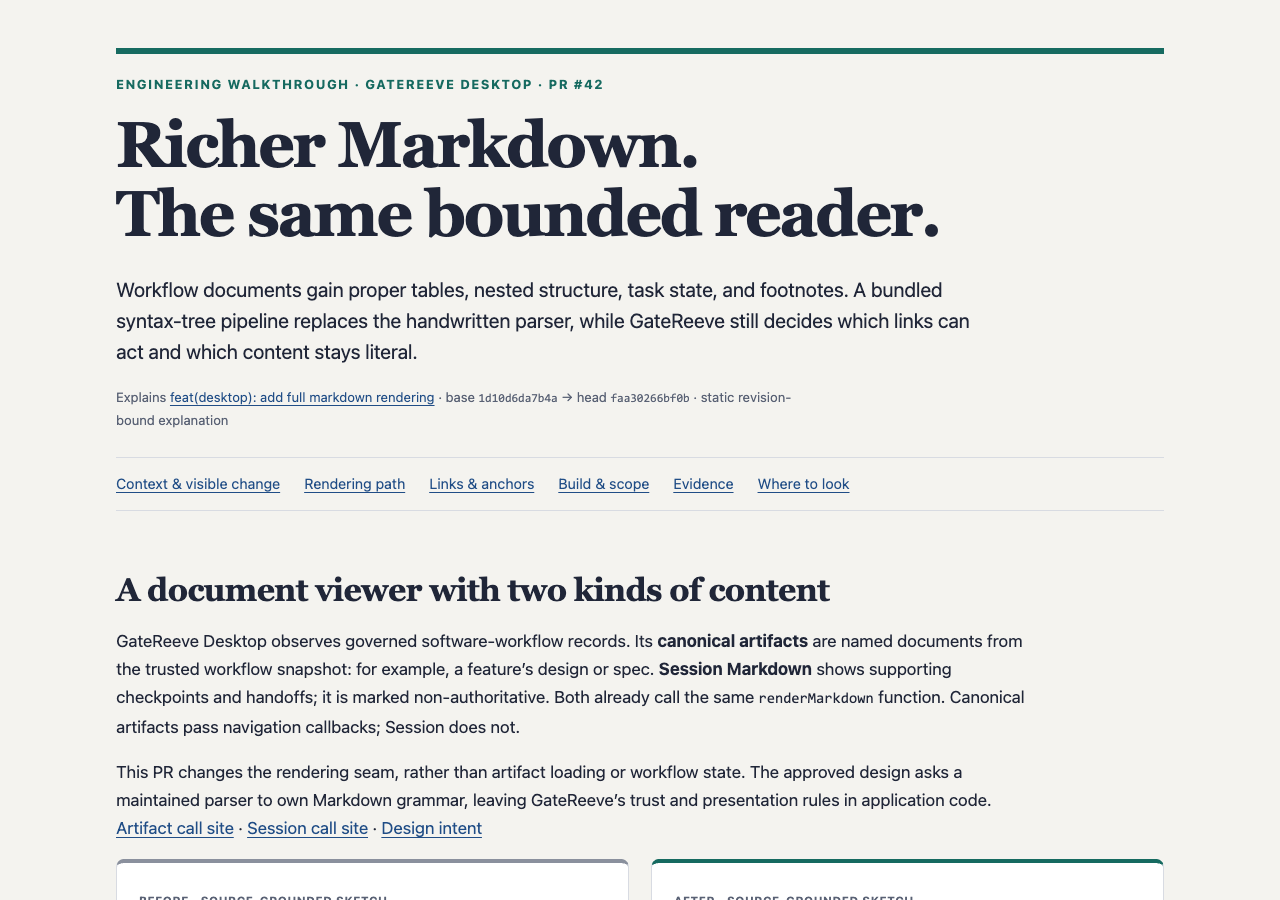 ENGINEERING WALKTHROUGH · GATEREEVE DESKTOP · PR #42
Richer Markdown.
The same bounded reader.
Workflow documents gain proper tables, nested structure, task state, and footnotes. A bundled
syntax-tree pipeline replaces the handwritten parser, while GateReeve still decides which links can
act and which content stays literal.
Explains feat(desktop): add full markdown rendering · base 1d10d6da7b4a → head faa30266bf0b · static revision-
bound explanation
Context & visible change Rendering path Links & anchors Build & scope Evidence Where to look
A document viewer with two kinds of content
GateReeve Desktop observes governed software-workflow records. Its canonical artifacts are named documents from
the trusted workflow snapshot: for example, a feature’s design or spec. Session Markdown shows supporting
checkpoints and handoffs; it is marked non-authoritative. Both already call the same renderMarkdown function. Canonical
artifacts pass navigation callbacks; Session does not.
This PR changes the rendering seam, rather than artifact loading or workflow state. The approved design asks a
maintained parser to own Markdown grammar, leaving GateReeve’s trust and presentation rules in application code.
Artifact call site · Session call site · Design intent
BEFORE · SOURCE-GROUNDED SKETCH
AFTER · SOURCE-GROUNDED SKETCH